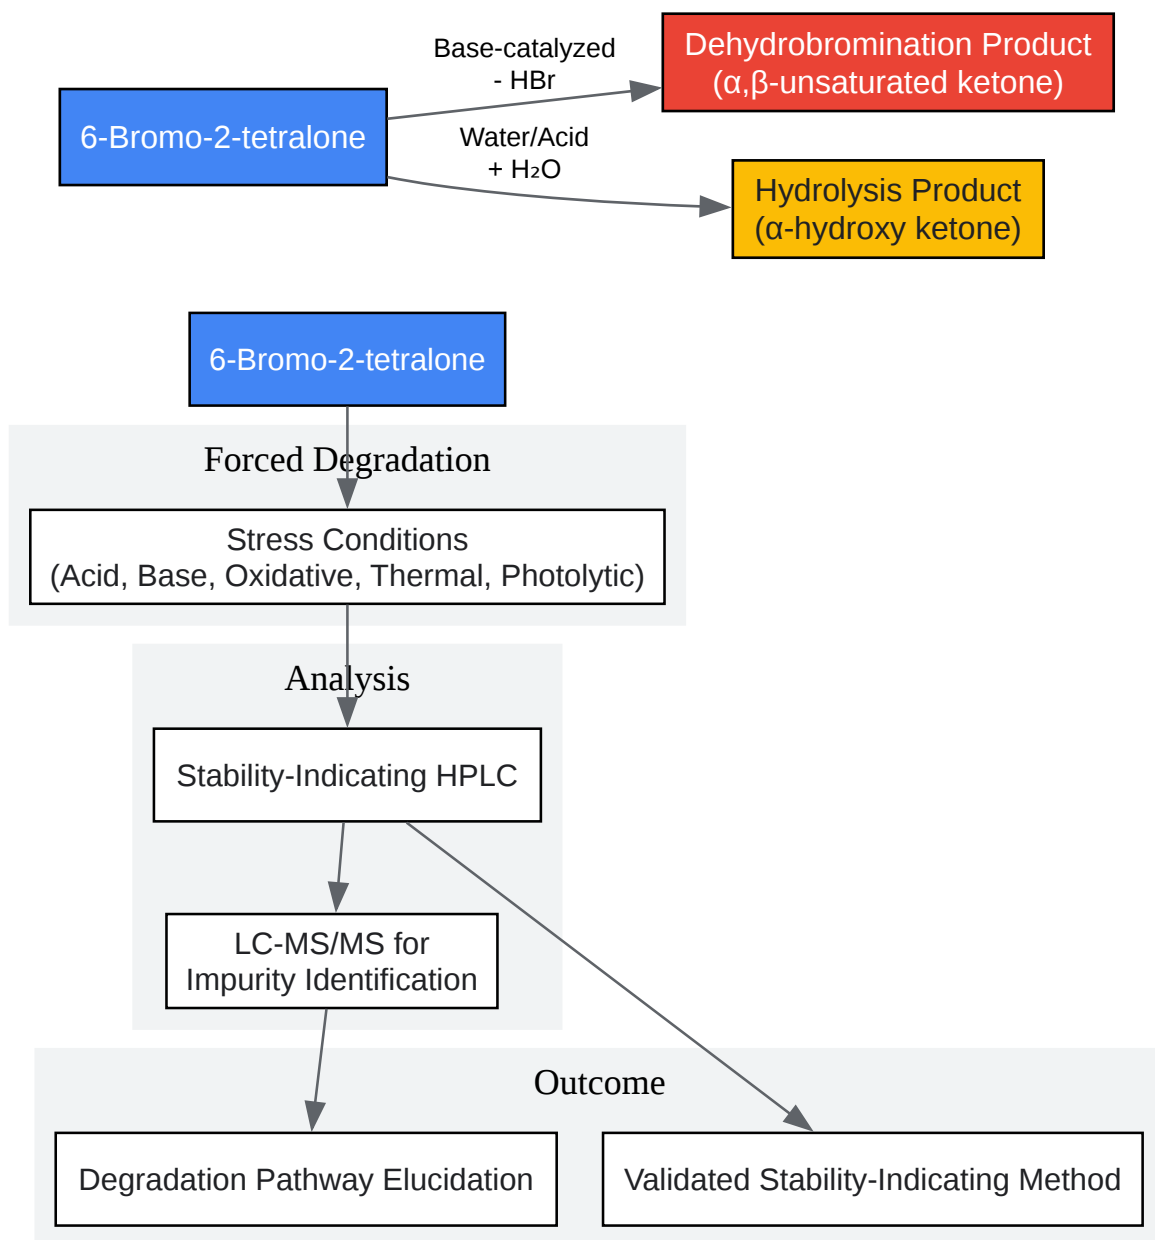 Base-catalyzed
- HBr
Dehydrobromination Product
(α,β-unsaturated ketone)
6-Bromo-2-tetralone
Water/Acid
+ H₂O
Hydrolysis Product
(α-hydroxy ketone)
6-Bromo-2-tetralone
Forced Degradation
Stress Conditions
(Acid, Base, Oxidative, Thermal, Photolytic)
Analysis
Stability-Indicating HPLC
LC-MS/MS for
Impurity Identification
Outcome
Degradation Pathway Elucidation
Validated Stability-Indicating Method